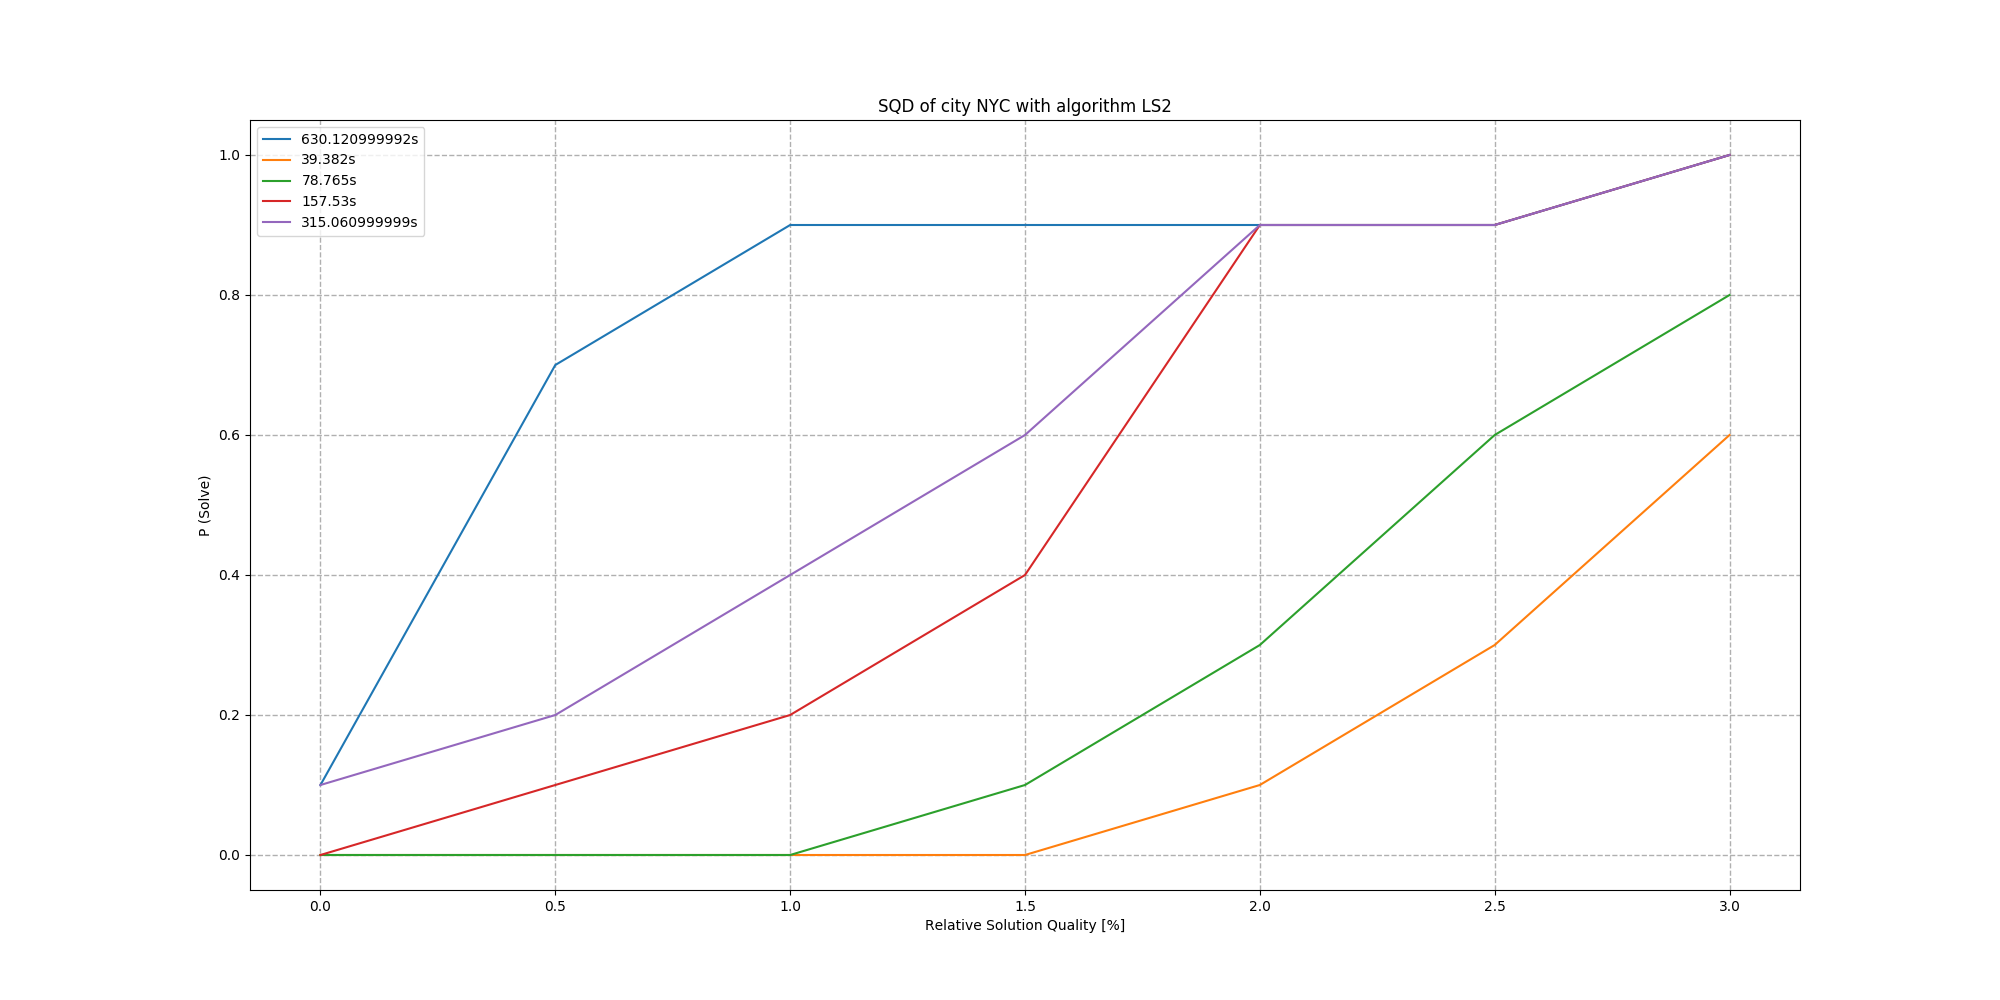 SQD of city NYC with algorithm LS2
630.120999992s
39.382s
78.765s
157.53s
315.060999999s
1.0
0.8
0.6
0.4
0.2
0.0
P (Solve)
0.0 0.5 1.0 1.5 2.0 2.5 3.0
Relative Solution Quality [%]